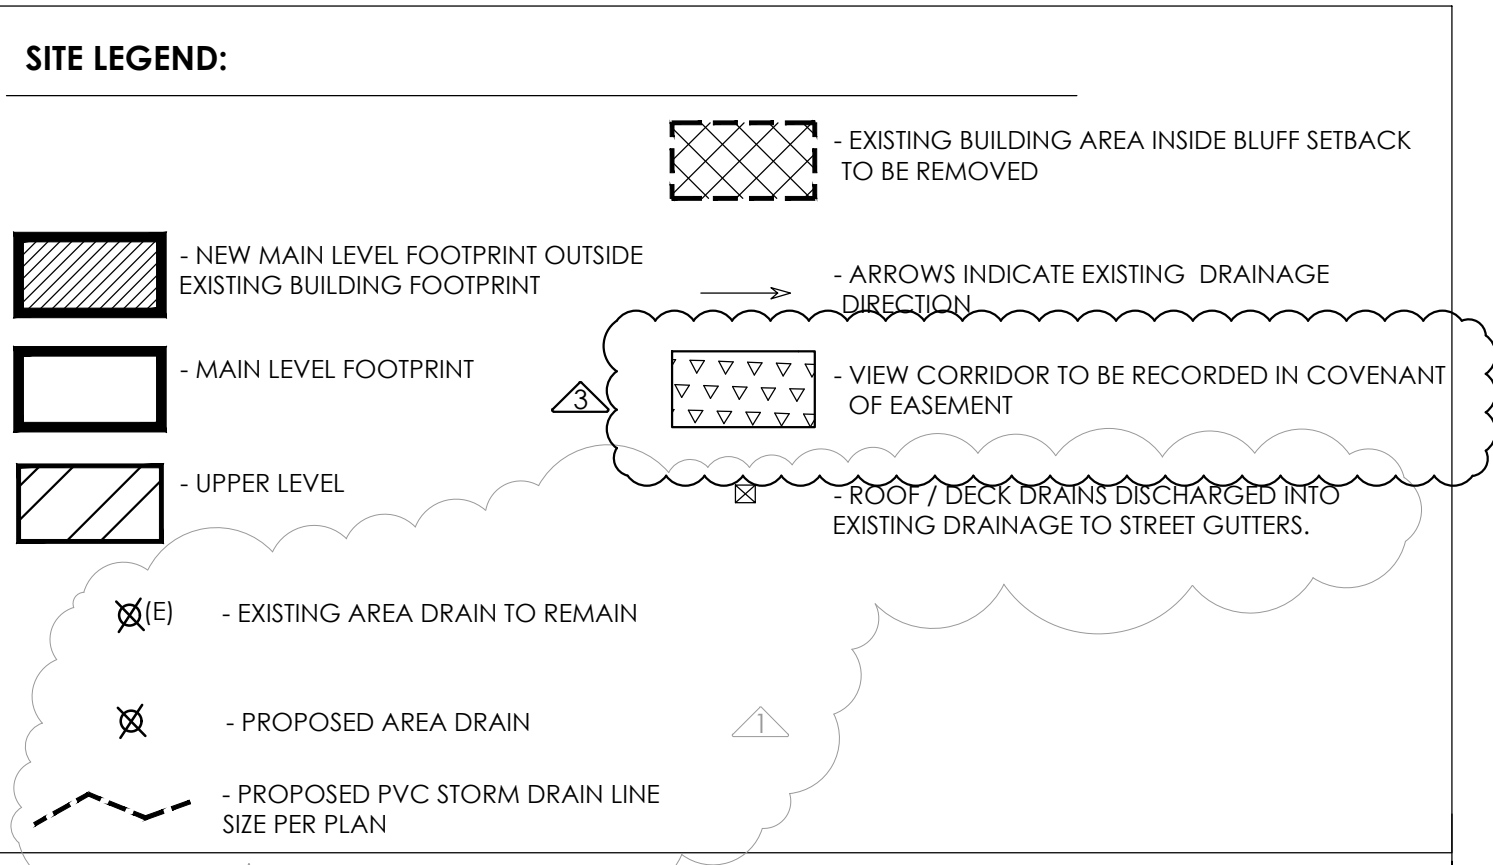 SITE LEGEND:
- EXISTING BUILDING AREA INSIDE BLUFF SETBACK
TO BE REMOVED
- NEW MAIN LEVEL FOOTPRINT OUTSIDE
EXISTING BUILDING FOOTPRINT
- ARROWS INDICATE EXISTING DRAINAGE
DIRECTION
- MAIN LEVEL FOOTPRINT
3
- VIEW CORRIDOR TO BE RECORDED IN COVENANT
OF EASEMENT
- UPPER LEVEL
- ROOF / DECK DRAINS DISCHARGED INTO
EXISTING DRAINAGE TO STREET GUTTERS.
(E) - EXISTING AREA DRAIN TO REMAIN
- PROPOSED AREA DRAIN
1
- PROPOSED PVC STORM DRAIN LINE
SIZE PER PLAN